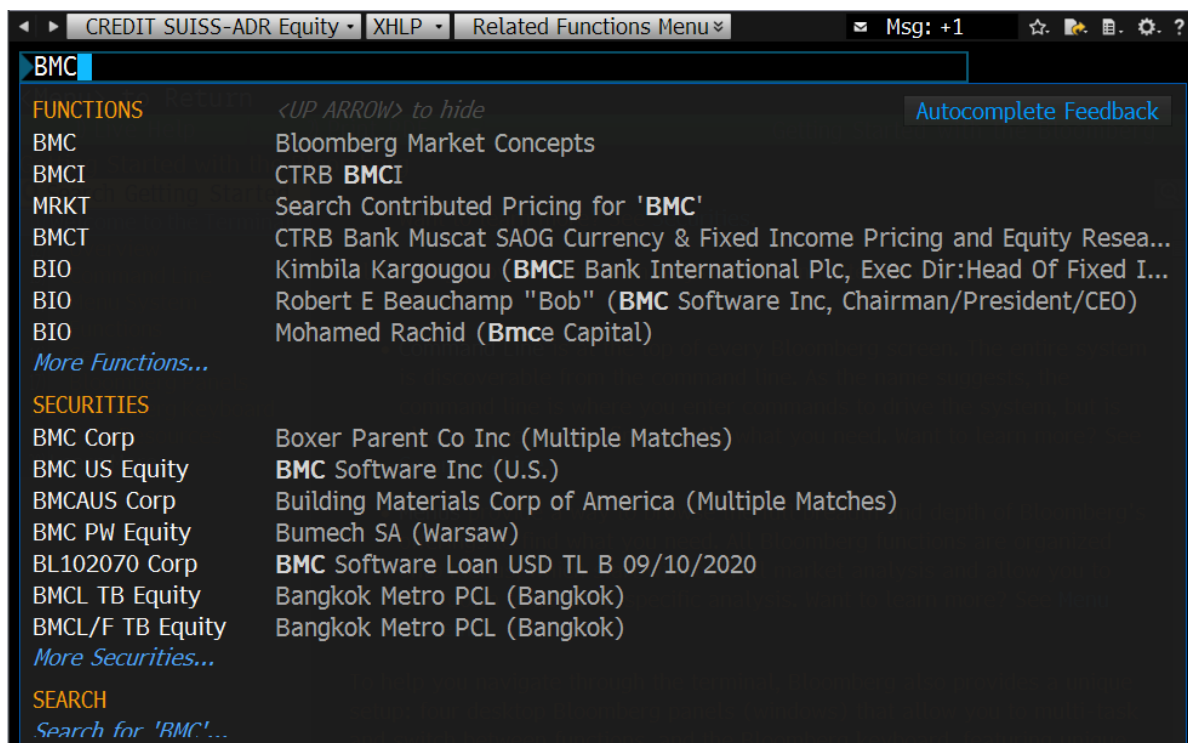 CREDIT SUISS-ADR Equity XHLP Related Functions Menu Msg: +1 ?
BMC
FUNCTIONS <UP ARROW> to hide Autocomplete Feedback
BMC Bloomberg Market Concepts
BMCI CTRB BMCI
MRKT Search Contributed Pricing for 'BMC'
BMCT CTRB Bank Muscat SAOG Currency & Fixed Income Pricing and Equity Resea...
BIO Kimbila Kargougou (BMCE Bank International Plc, Exec Dir:Head Of Fixed I...
BIO Robert E Beauchamp "Bob" (BMC Software Inc, Chairman/President/CEO)
BIO Mohamed Rachid (Bmce Capital)
More Functions...
SECURITIES
BMC Corp Boxer Parent Co Inc (Multiple Matches)
BMC US Equity BMC Software Inc (U.S.)
BMCAUS Corp Building Materials Corp of America (Multiple Matches)
BMC PW Equity Bumech SA (Warsaw)
BL102070 Corp BMC Software Loan USD TL B 09/10/2020
BMCL TB Equity Bangkok Metro PCL (Bangkok)
BMCL/F TB Equity Bangkok Metro PCL (Bangkok)
More Securities...
SEARCH
Search for 'BMC'...